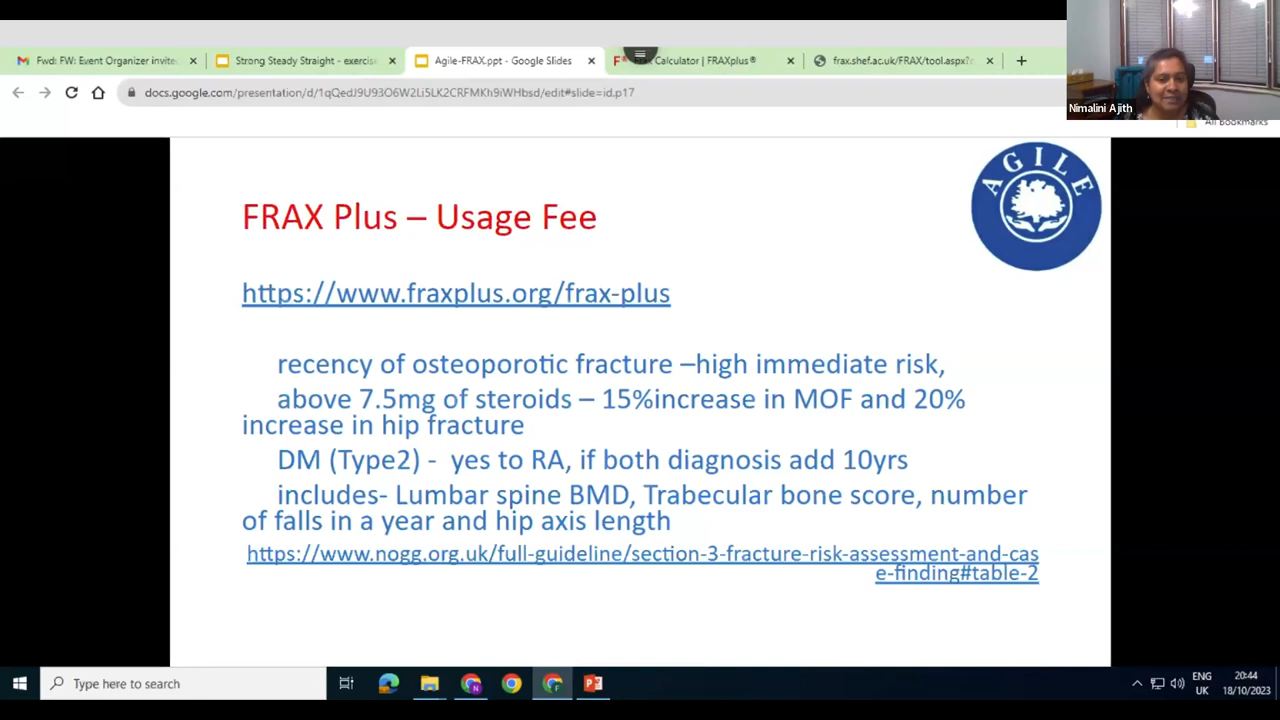 Fwd: FW: Event Organizer invite:
Strong Steady Straight - exercis
Agile-FRAX.ppt - Google Slides
Frax Calculator | FRAXplus®
frax.shef.ac.uk/FRAX/tool.aspx?c
docs.google.com/presentation/d/1qQedJ9U93O6W2Li5LK2CRFMKh9iWHbsd/edit#slide=id.p17
Nimalini Ajith
All Bookmarks
AGILE
FRAX Plus – Usage Fee
https://www.fraxplus.org/frax-plus
recency of osteoporotic fracture –high immediate risk,
above 7.5mg of steroids – 15%increase in MOF and 20%
increase in hip fracture
DM (Type2) - yes to RA, if both diagnosis add 10yrs
includes- Lumbar spine BMD, Trabecular bone score, number
of falls in a year and hip axis length
https://www.nogg.org.uk/full-guideline/section-3-fracture-risk-assessment-and-cas
e-finding#table-2
Type here to search
ENG
UK
20:44
18/10/2023